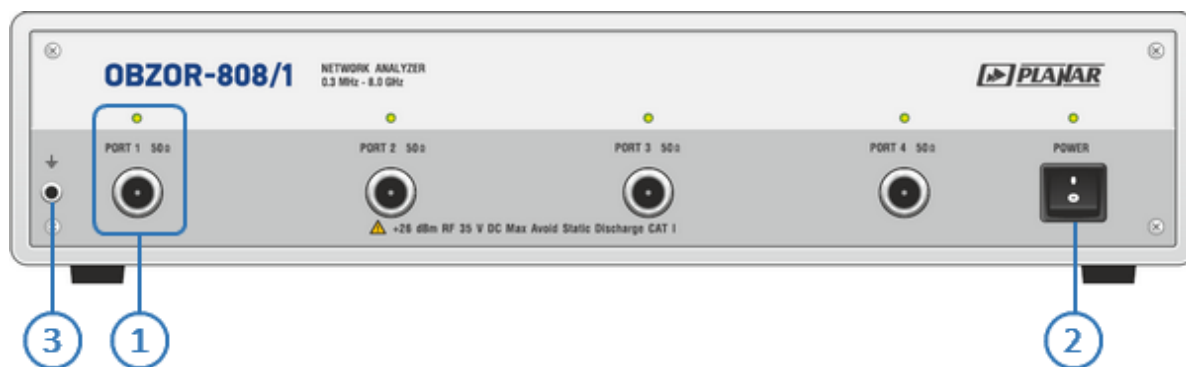 OBZOR-808/1
NETWORK ANALYZER
0.3 MHz - 8.0 GHz
PLANAR
PORT 1 50Ω
PORT 2 50Ω
PORT 3 50Ω
PORT 4 50Ω
POWER
+26 dBm RF 35 V DC Max Avoid Static Discharge CAT I
3
1
2